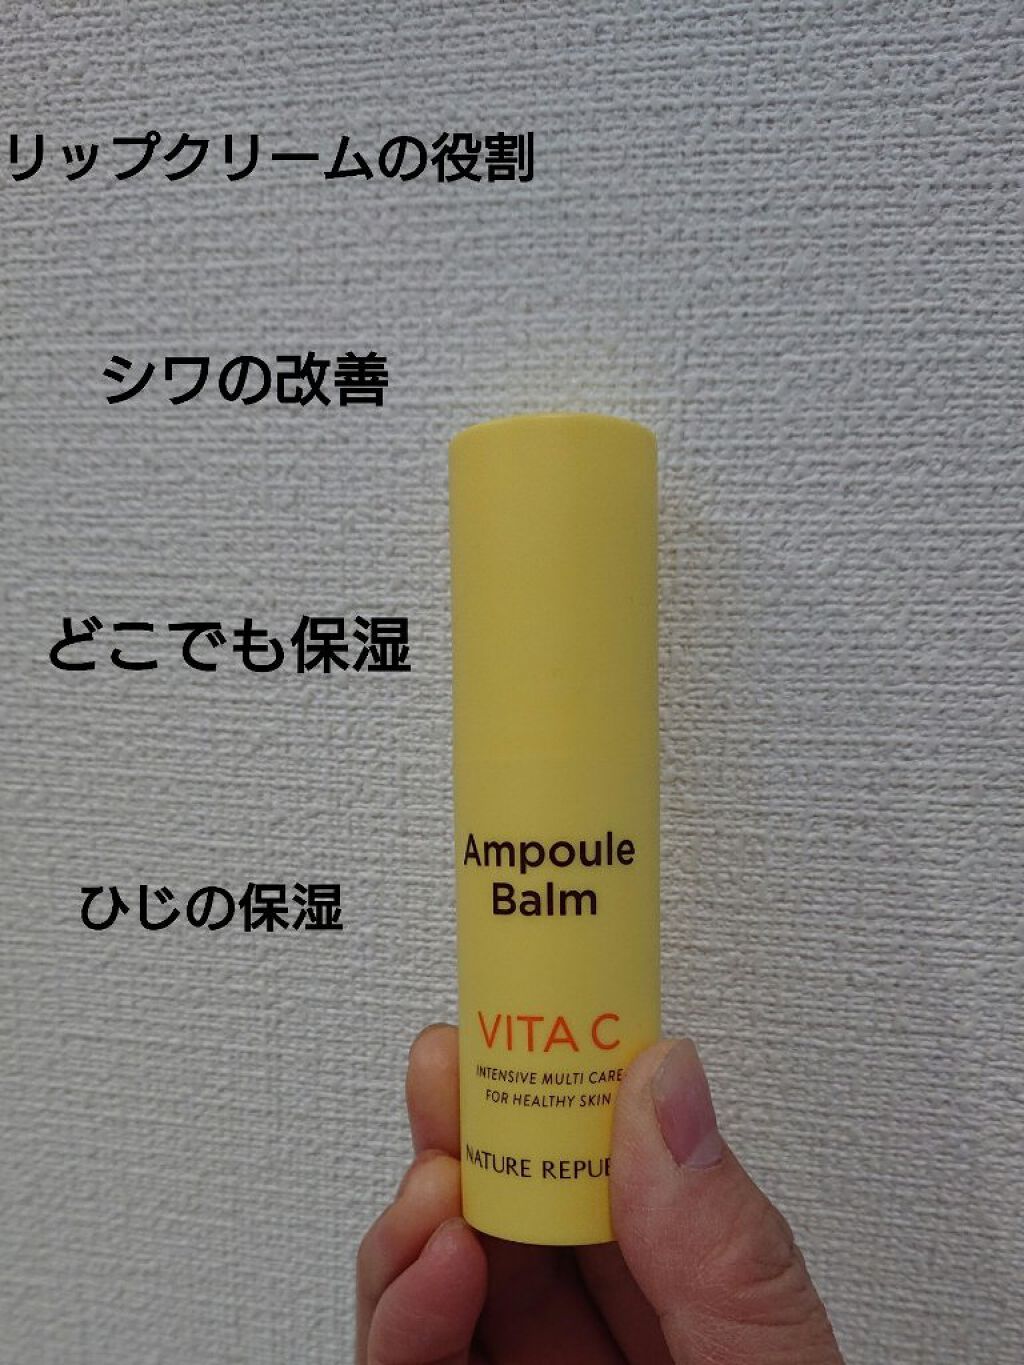 リップクリームの役割
シワの改善
どこでも保湿
ひじの保湿
Ampoule
Balm
VITA C
INTENSIVE MULTI CARE
FOR HEALTHY SKIN
NATURE